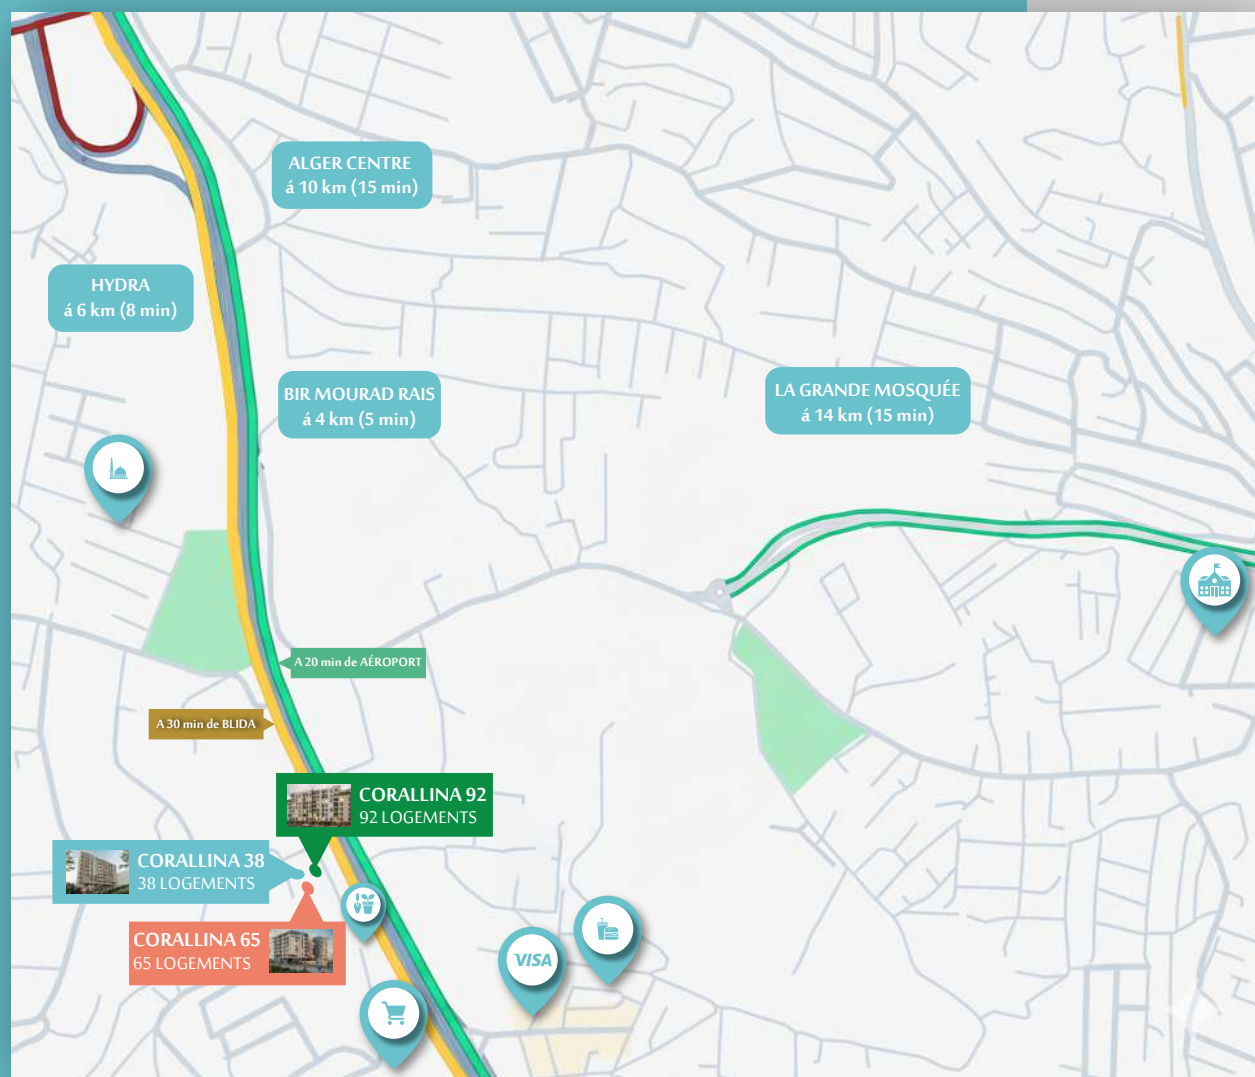 ALGER CENTRE
á 10 km (15 min)
HYDRA
á 6 km (8 min)
BIR MOURAD RAIS
á 4 km (5 min)
LA GRANDE MOSQUÉE
á 14 km (15 min)
A 20 min de AÉROPORT
A 30 min de BLIDA
CORALLINA 92
92 LOGEMENTS
CORALLINA 38
38 LOGEMENTS
CORALLINA 65
65 LOGEMENTS
VISA